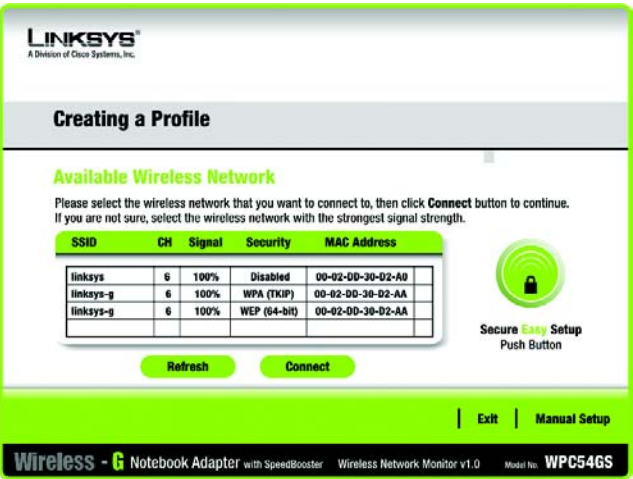 LINKSYS®
A Division of Cisco Systems, Inc.
Creating a Profile
Available Wireless Network
Please select the wireless network that you want to connect to, then click Connect button to continue.
If you are not sure, select the wireless network with the strongest signal strength.
SSID CH Signal Security MAC Address
linksys 6 100% Disabled 00-02-DD-30-D2-A0
linksys-g 6 100% WPA (TKIP) 00-02-DD-30-D2-AA
linksys-g 6 100% WEP (64-bit) 00-02-DD-30-D2-AA
Secure Easy Setup
Push Button
Refresh Connect
Exit Manual Setup
Wireless - G Notebook Adapter with SpeedBooster Wireless Network Monitor v1.0 Model No. WPC54GS